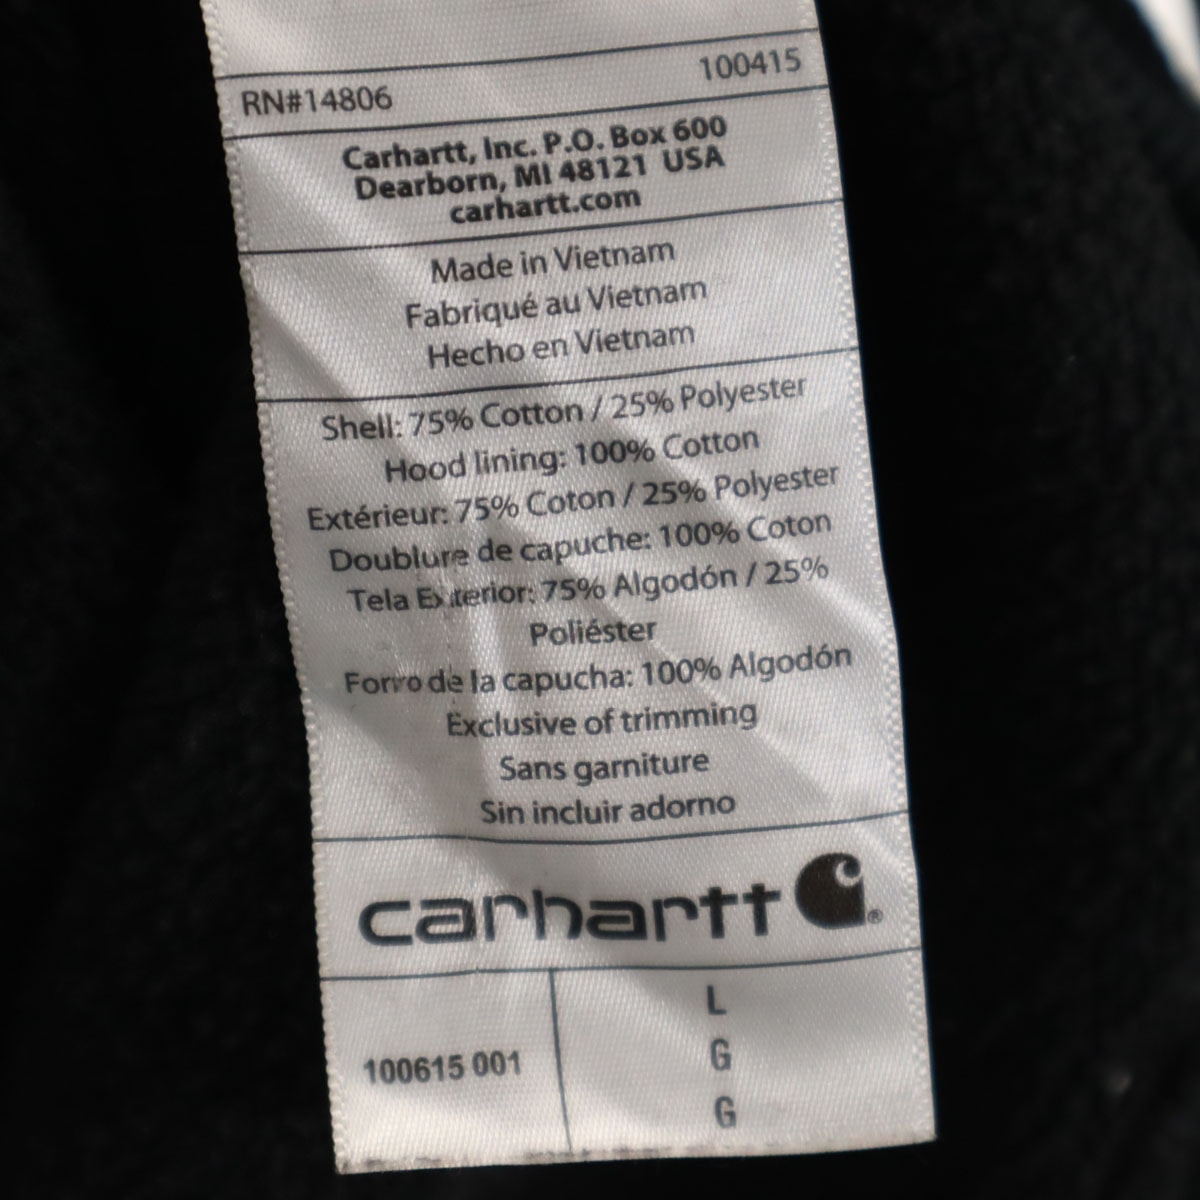 RN#14806 100415
Carhartt, Inc. P.O. Box 600
Dearborn, MI 48121 USA
carhartt.com
Made in Vietnam
Fabriqué au Vietnam
Hecho en Vietnam
Shell: 75% Cotton / 25% Polyester
Hood lining: 100% Cotton
Extérieur: 75% Coton / 25% Polyester
Doublure de capuche: 100% Coton
Tela Exterior: 75% Algodón / 25%
Poliéster
Forro de la capucha: 100% Algodón
Exclusive of trimming
Sans garniture
Sin incluir adorno
carhartt ®
100615 001
L
G
G